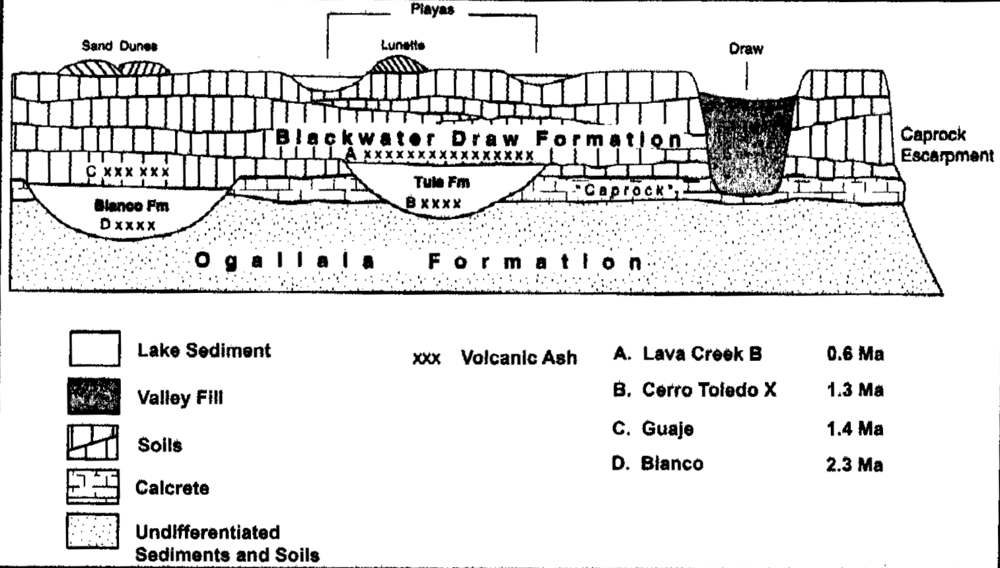 Playas
Sand Dunes
Lunette
Draw
Blackwater Draw Formation
Caprock
Escarpment
A xxxxxxxxxxxxxxxx
C xxx xxx
Tule Fm
"Caprock"
B xxxx
Blanco Fm
D xxxx
Ogallala Formation
Lake Sediment
xxx Volcanic Ash
A. Lava Creek B 0.6 Ma
Valley Fill
B. Cerro Toledo X 1.3 Ma
Soils
C. Guaje 1.4 Ma
D. Blanco 2.3 Ma
Calcrete
Undifferentiated
Sediments and Soils